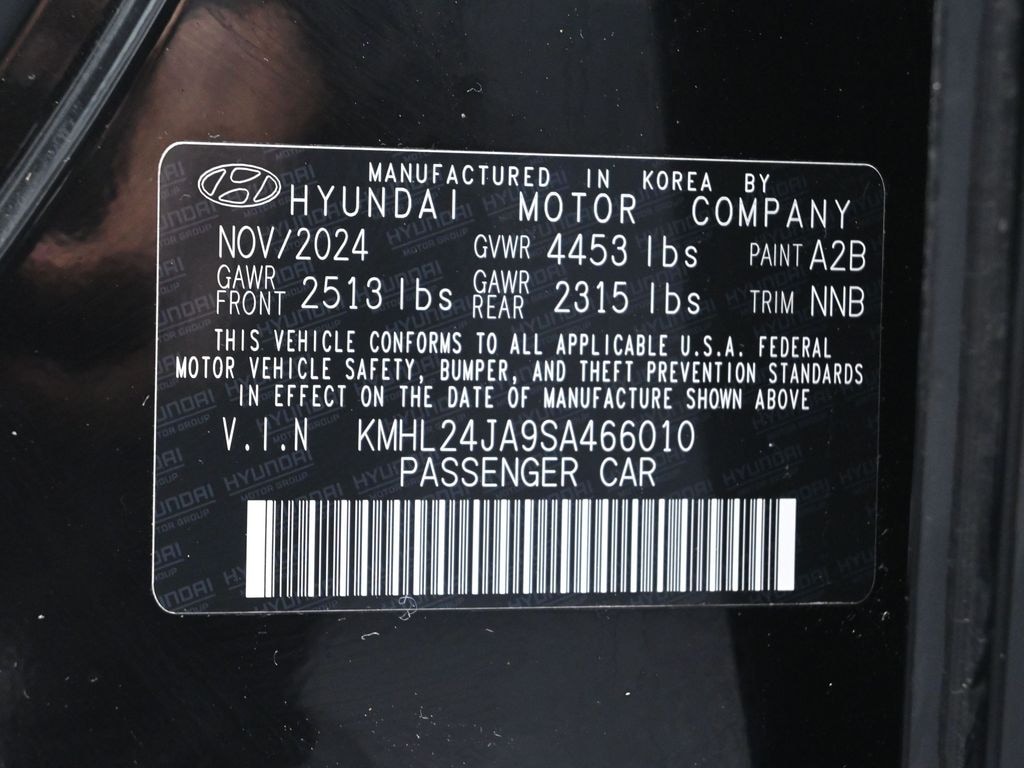 MANUFACTURED IN KOREA BY
HYUNDAI MOTOR COMPANY
NOV/2024 GVWR 4453 lbs PAINT A2B
GAWR FRONT 2513 lbs GAWR REAR 2315 lbs TRIM NNB
THIS VEHICLE CONFORMS TO ALL APPLICABLE U.S.A. FEDERAL
MOTOR VEHICLE SAFETY, BUMPER, AND THEFT PREVENTION STANDARDS
IN EFFECT ON THE DATE OF MANUFACTURE SHOWN ABOVE
V.I.N KMHL24JA9SA466010
PASSENGER CAR